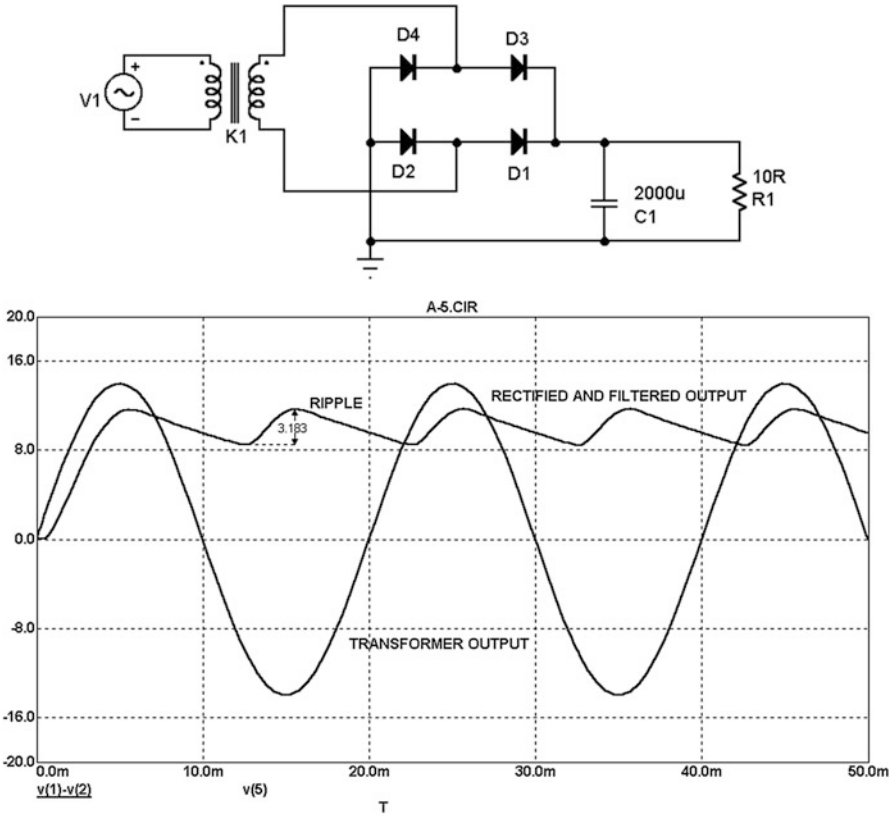 D4 D3
+
V1
−
K1
D2 D1
2000u
C1
10R
R1
A-5.CIR
20.0
16.0
8.0
0.0
-8.0
-16.0
-20.0
RIPPLE
3.183
RECTIFIED AND FILTERED OUTPUT
TRANSFORMER OUTPUT
0.0m 10.0m 20.0m 30.0m 40.0m 50.0m
v(1)-v(2) v(5)
T